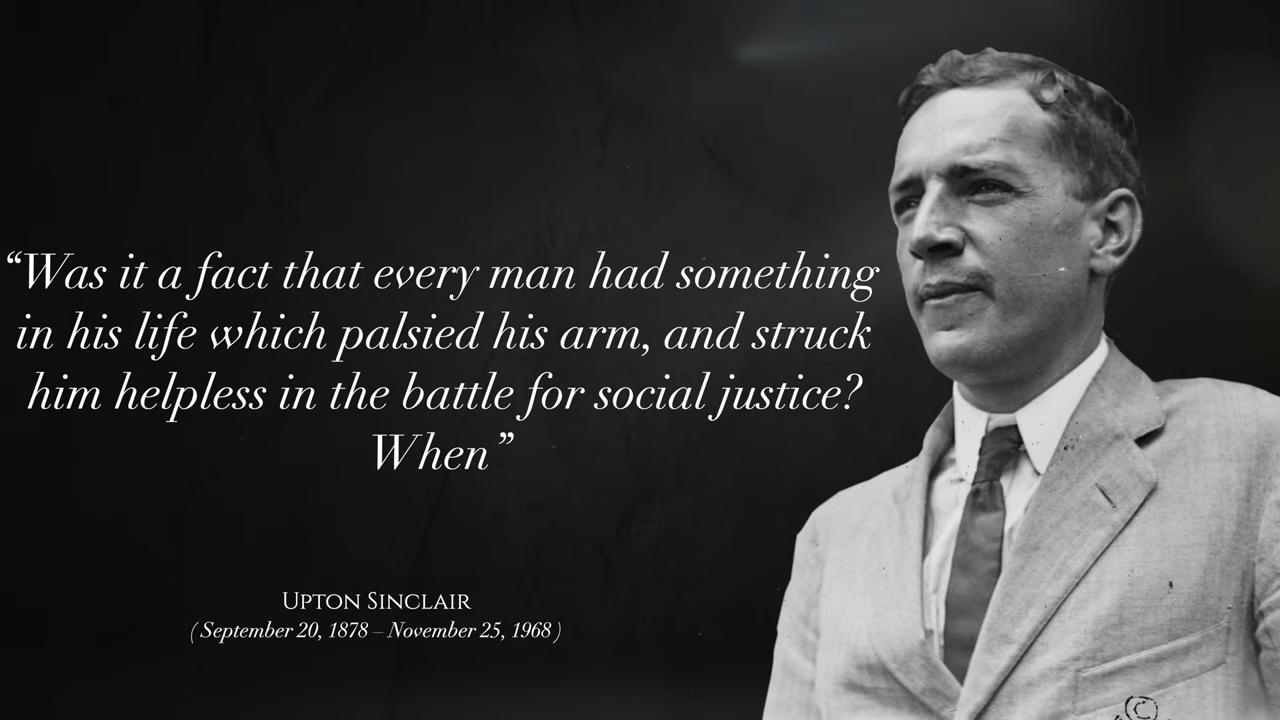 “Was it a fact that every man had something
in his life which palsied his arm, and struck
him helpless in the battle for social justice?
When”
Upton Sinclair
( September 20, 1878 – November 25, 1968 )
©